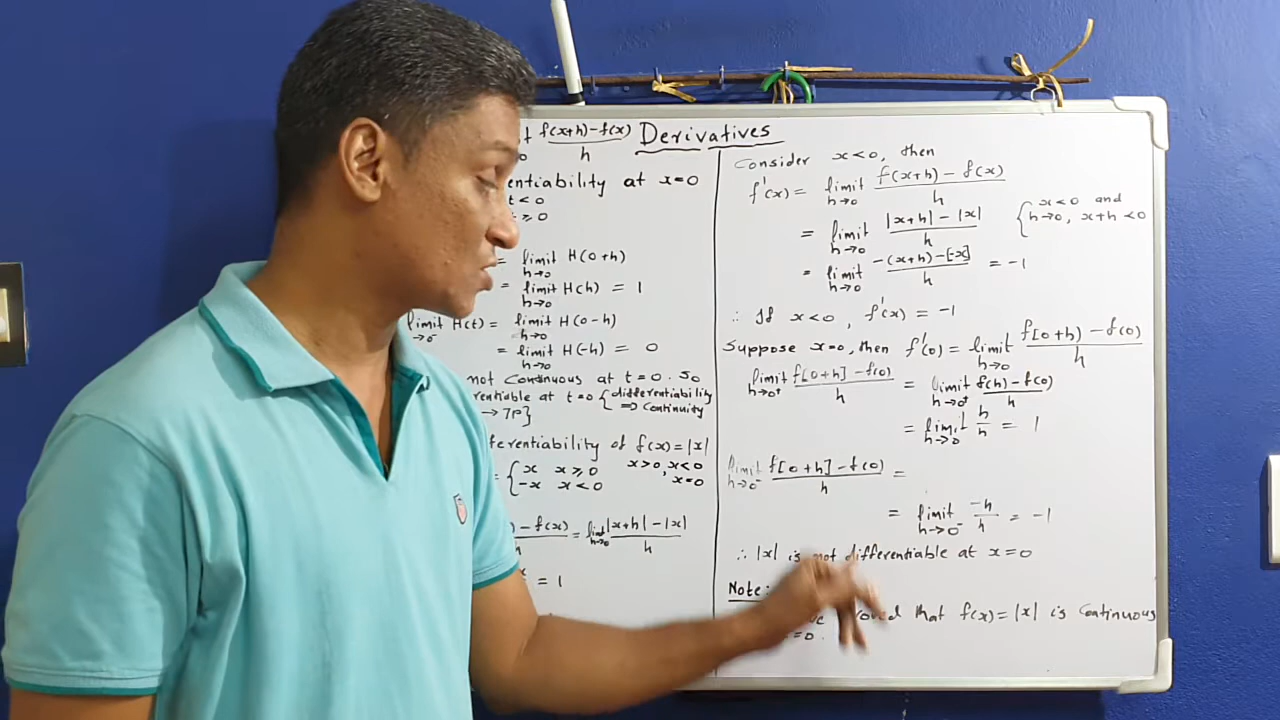 f(x+h)-f(x) / h Derivatives
entiability at x=0
t < 0
t ⩾ 0
= limit h→0 H(0+h)
= limit h→0 H(h) = 1
limit H(t) = limit h→0 H(0-h)
= limit h→0 H(-h) = 0
not Continuous at t=0. So
rentiable at t=0 {differentiability
→ 7p} ⟹ Continuity
ferentiability of f(x)=|x|
= { x x⩾0 x>0, x<0
-x x<0 x=0
)-f(x) / h = limit h→0 |x+h|-|x| / h
= 1
Consider x<0, then
f'(x) = limit h→0 f(x+h)-f(x) / h
= limit h→0 |x+h|-|x| / h { x<0 and
h→0, x+h<0
= limit h→0 -(x+h)-[-x] / h = -1
∴ If x<0, f'(x) = -1
Suppose x=0, then f'(0) = limit h→0 f[0+h)-f(0) / h
limit h→0⁺ f[0+h]-f(0) / h = limit h→0⁺ f(h)-f(0) / h
= limit h→0 h / h = 1
limit h→0⁻ f[0+h]-f(0) / h =
= limit h→0⁻ -h / h = -1
∴ |x| is not differentiable at x=0
Note:
that f(x)=|x| is Continuous
=0.